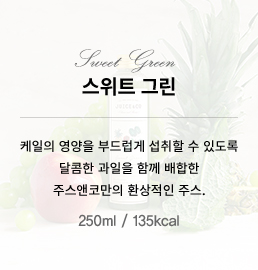 Sweet Green
스위트 그린
케일의 영양을 부드럽게 섭취할 수 있도록
달콤한 과일을 함께 배합한
주스앤코만의 환상적인 주스.
250ml / 135kcal